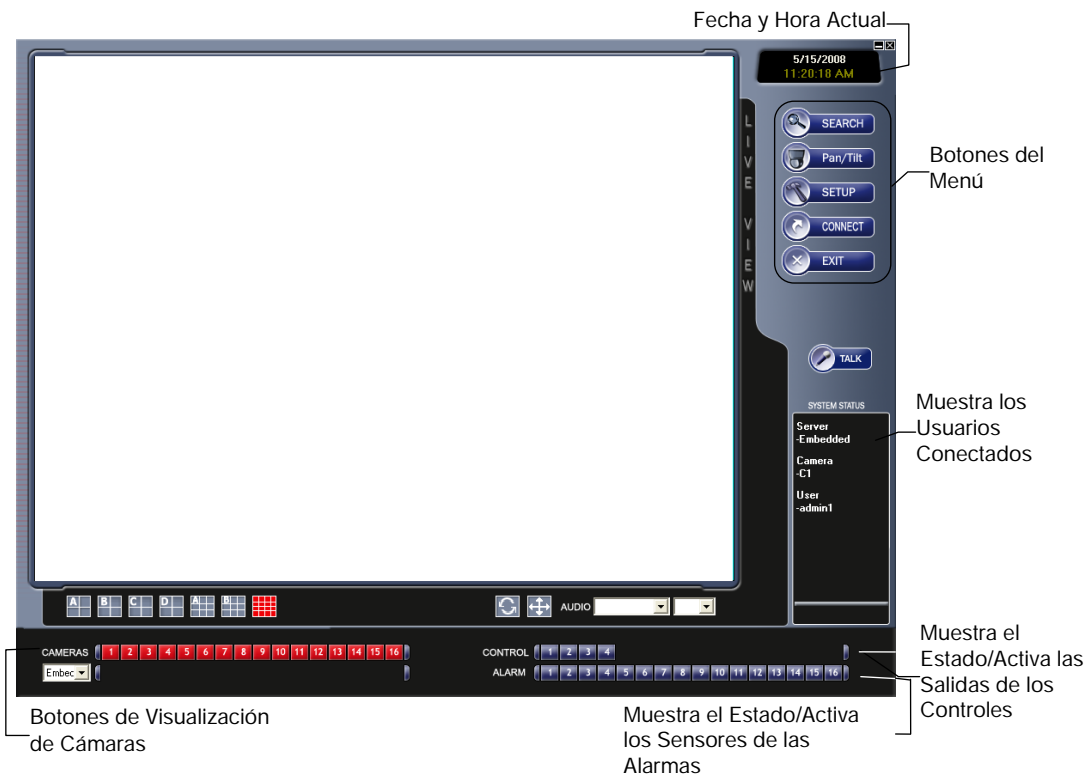 Fecha y Hora Actual
5/15/2008
11:20:18 AM
LIVE VIEW
SEARCH
Pan/Tilt
SETUP
CONNECT
EXIT
Botones del
Menú
TALK
SYSTEM STATUS
Server
-Embedded
Camera
-C1
User
-admin1
Muestra los
Usuarios
Conectados
A B C D A B
AUDIO
CAMERAS 1 2 3 4 5 6 7 8 9 10 11 12 13 14 15 16
Embec
CONTROL 1 2 3 4
ALARM 1 2 3 4 5 6 7 8 9 10 11 12 13 14 15 16
Muestra el
Estado/Activa las
Salidas de los
Controles
Botones de Visualización
de Cámaras
Muestra el Estado/Activa
los Sensores de las
Alarmas